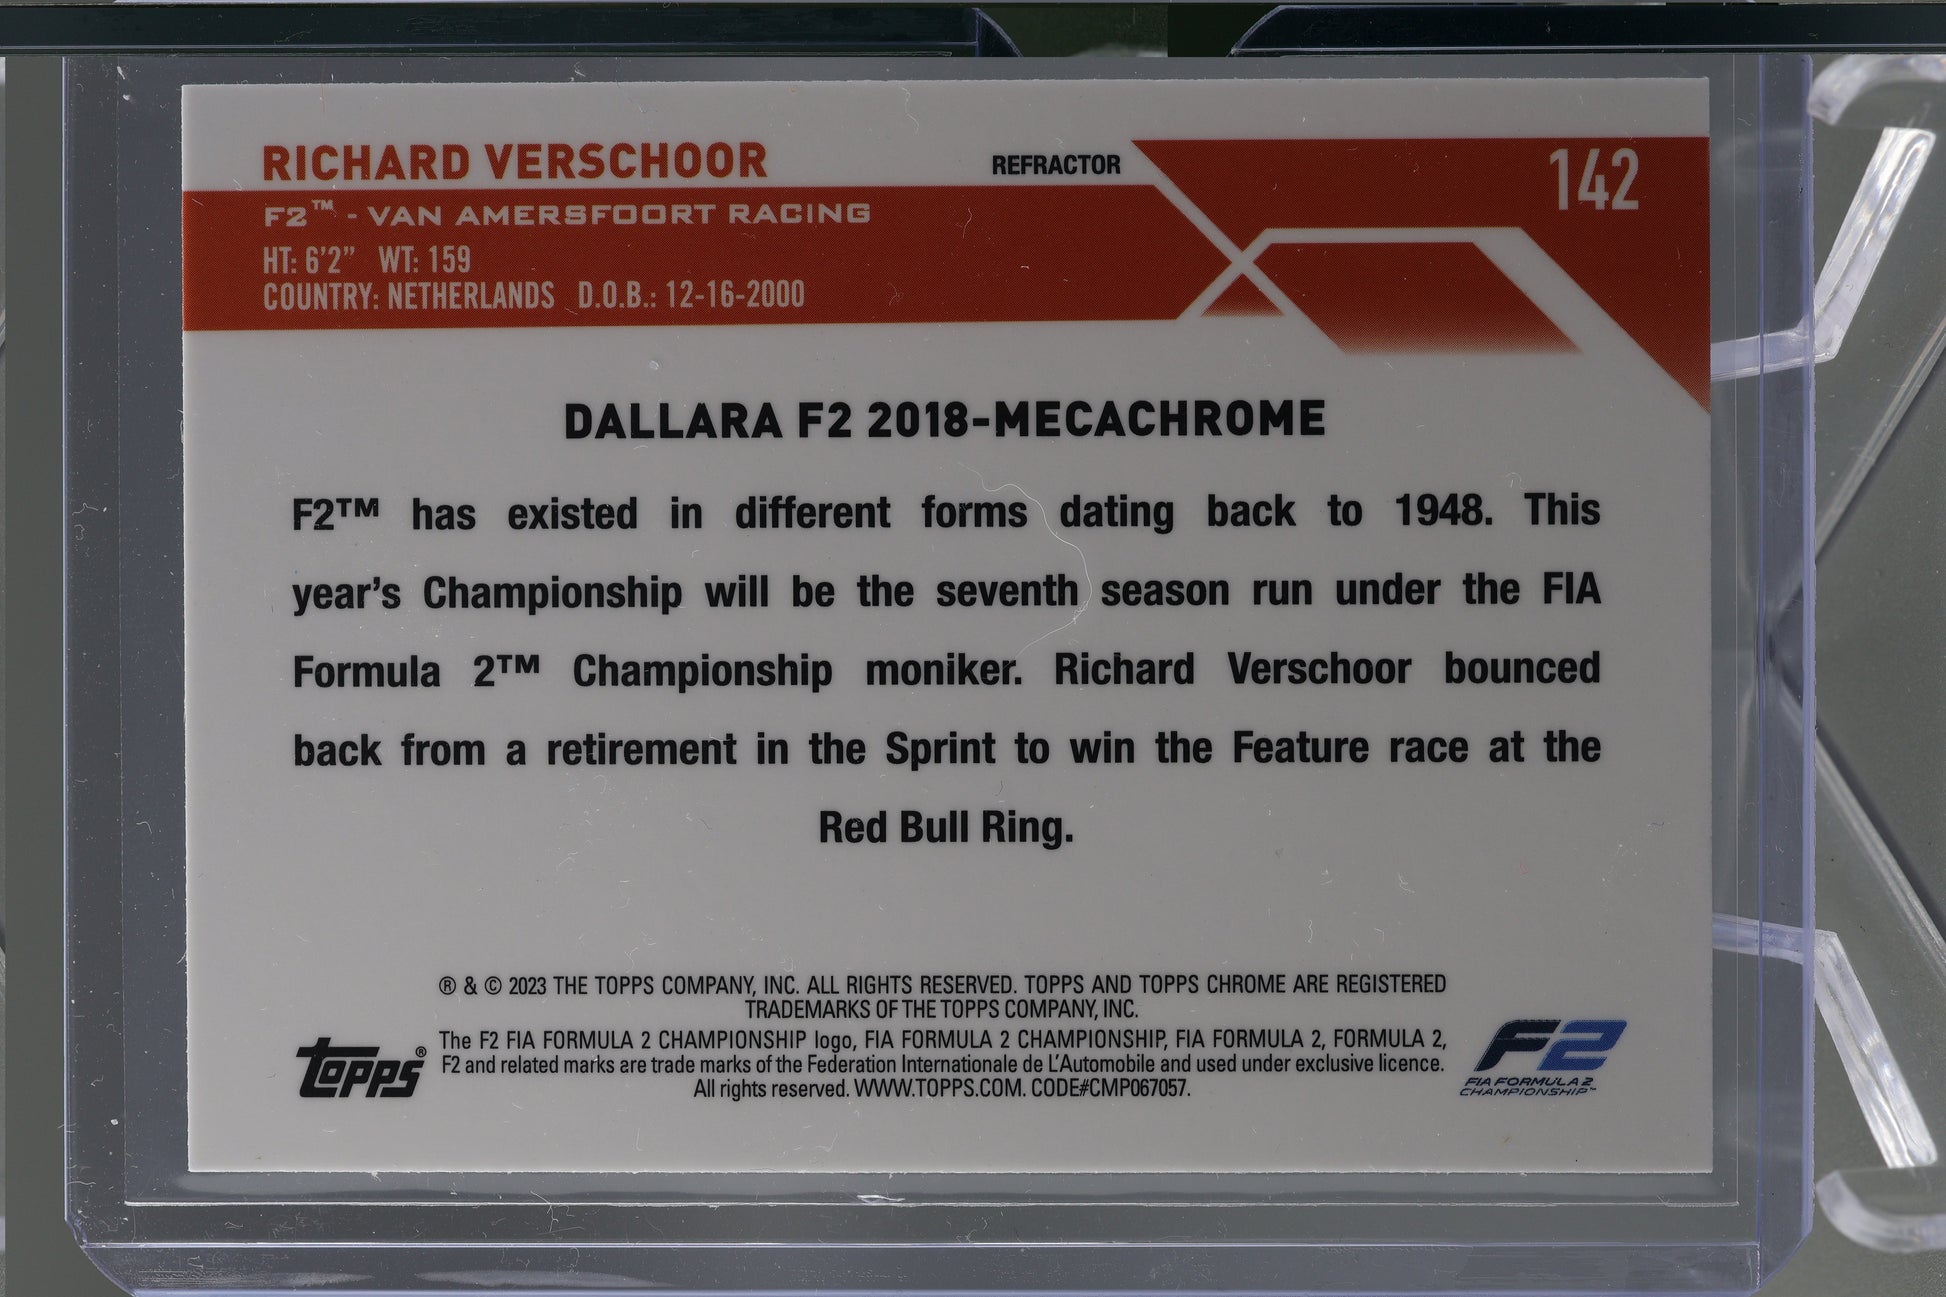 RICHARD VERSCHOOR
REFRACTOR
142
F2™ - VAN AMERSFOORT RACING
HT: 6'2" WT: 159
COUNTRY: NETHERLANDS D.O.B.: 12-16-2000
DALLARA F2 2018-MECACHROME
F2™ has existed in different forms dating back to 1948. This
year's Championship will be the seventh season run under the FIA
Formula 2™ Championship moniker. Richard Verschoor bounced
back from a retirement in the Sprint to win the Feature race at the
Red Bull Ring.
® & © 2023 THE TOPPS COMPANY, INC. ALL RIGHTS RESERVED. TOPPS AND TOPPS CHROME ARE REGISTERED
TRADEMARKS OF THE TOPPS COMPANY, INC.
The F2 FIA FORMULA 2 CHAMPIONSHIP logo, FIA FORMULA 2 CHAMPIONSHIP, FIA FORMULA 2, FORMULA 2,
F2 and related marks are trade marks of the Federation Internationale de L'Automobile and used under exclusive licence.
All rights reserved. WWW.TOPPS.COM. CODE#CMP067057.
Topps®
F2
FIA FORMULA 2
CHAMPIONSHIP™